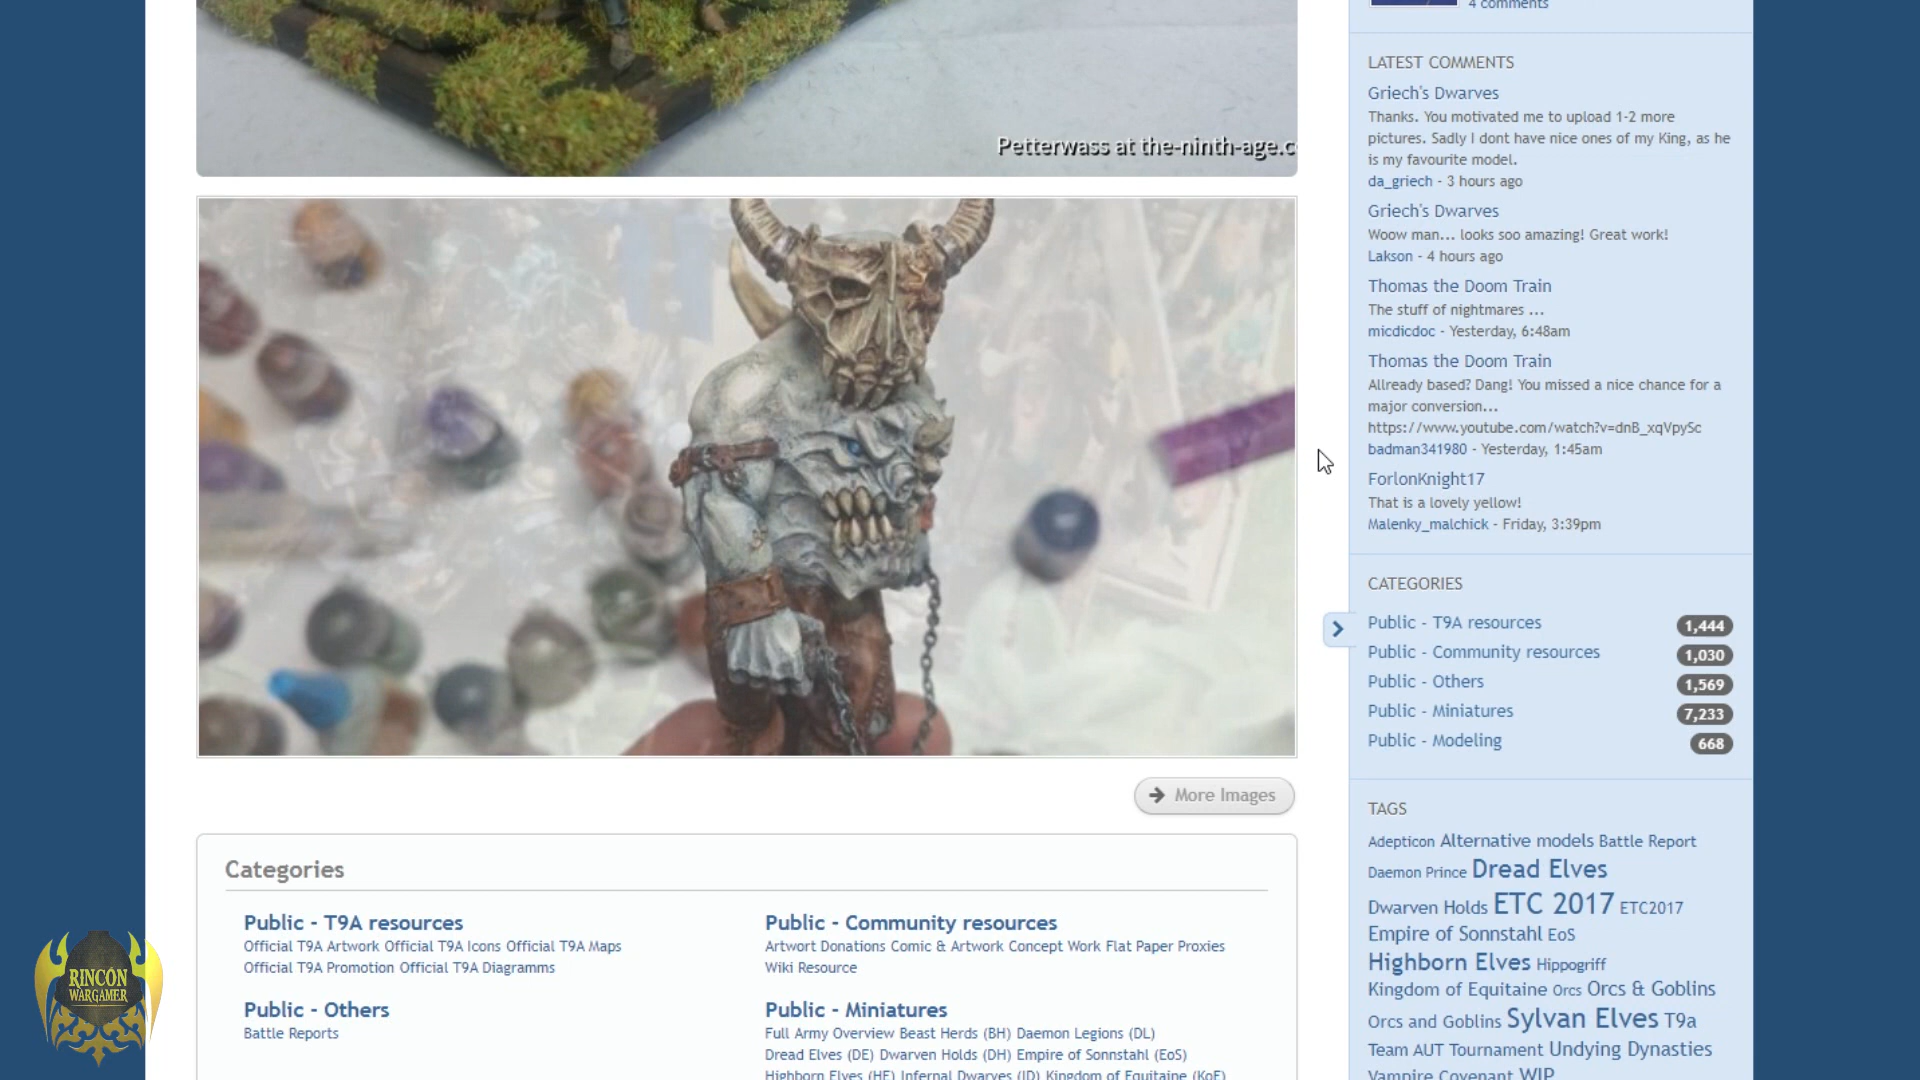 4 comments
LATEST COMMENTS
Griech's Dwarves
Thanks. You motivated me to upload 1-2 more
pictures. Sadly I dont have nice ones of my King, as he
is my favourite model.
da_griech - 3 hours ago
Griech's Dwarves
Woow man... looks soo amazing! Great work!
Lakson - 4 hours ago
Thomas the Doom Train
The stuff of nightmares ...
micdicdoc - Yesterday, 6:48am
Thomas the Doom Train
Allready based? Dang! You missed a nice chance for a
major conversion...
https://www.youtube.com/watch?v=dnB_xqVpySc
badman341980 - Yesterday, 1:45am
ForlonKnight17
That is a lovely yellow!
Malenky_malchick - Friday, 3:39pm
CATEGORIES
Public - T9A resources 1,444
Public - Community resources 1,030
Public - Others 1,569
Public - Miniatures 7,233
Public - Modeling 668
TAGS
Adepticon Alternative models Battle Report
Daemon Prince Dread Elves
Dwarven Holds ETC 2017 ETC2017
Empire of Sonnstahl EoS
Highborn Elves Hippogriff
Kingdom of Equitaine Orcs Orcs & Goblins
Orcs and Goblins Sylvan Elves T9a
Team AUT Tournament Undying Dynasties
Vampire Covenant WIP
Petterwass at the-ninth-age.c
More Images
Categories
Public - T9A resources
Official T9A Artwork Official T9A Icons Official T9A Maps
Official T9A Promotion Official T9A Diagramms
Public - Community resources
Artwort Donations Comic & Artwork Concept Work Flat Paper Proxies
Wiki Resource
Public - Others
Battle Reports
Public - Miniatures
Full Army Overview Beast Herds (BH) Daemon Legions (DL)
Dread Elves (DE) Dwarven Holds (DH) Empire of Sonnstahl (EoS)
Highborn Elves (HE) Infernal Dwarves (ID) Kingdom of Equitaine (KoE)
RINCÓN
WARGAMER